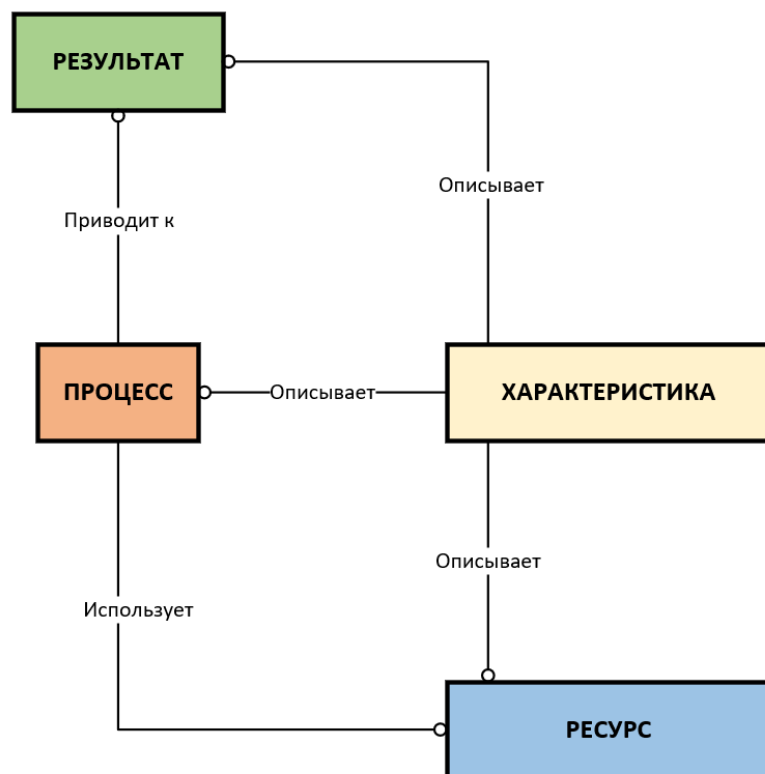 РЕЗУЛЬТАТ
Описывает
Приводит к
ПРОЦЕСС
Описывает
ХАРАКТЕРИСТИКА
Описывает
Использует
РЕСУРС